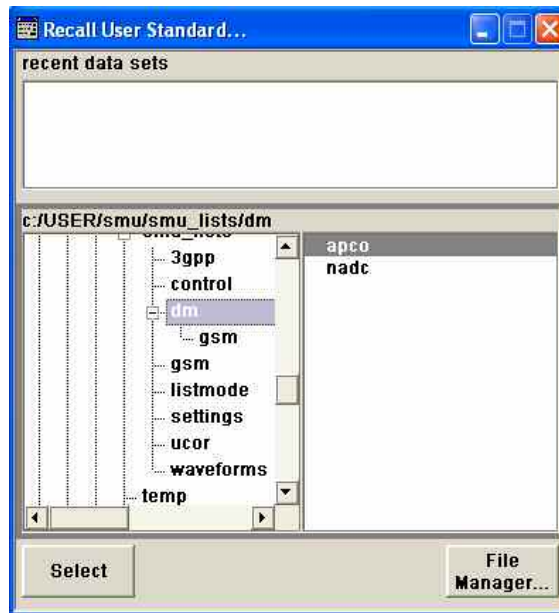 Recall User Standard...
recent data sets
c:/USER/smu/smu_lists/dm
smu_lists
3gpp
control
dm
gsm
gsm
listmode
settings
ucor
waveforms
temp
apco
nadc
Select
File
Manager...